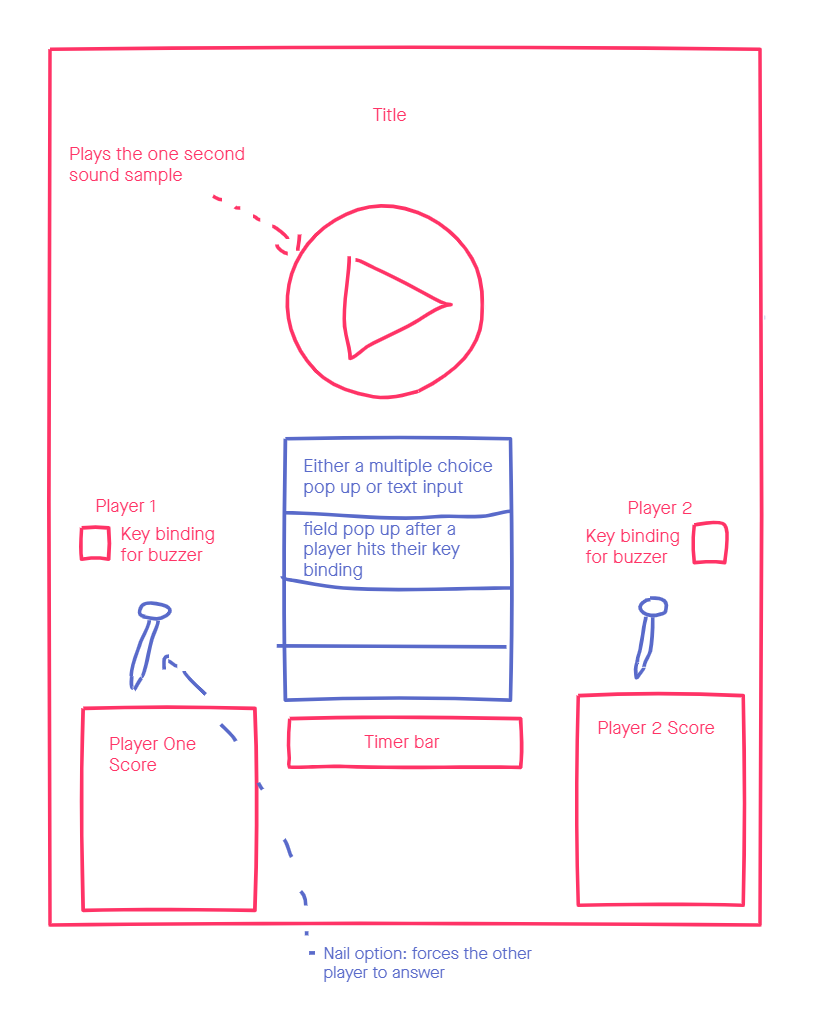 Title
Plays the one second
sound sample
Either a multiple choice
pop up or text input
field pop up after a
player hits their key
binding
Player 1
Key binding
for buzzer
Player 2
Key binding
for buzzer
Player One
Score
Timer bar
Player 2 Score
Nail option: forces the other
player to answer